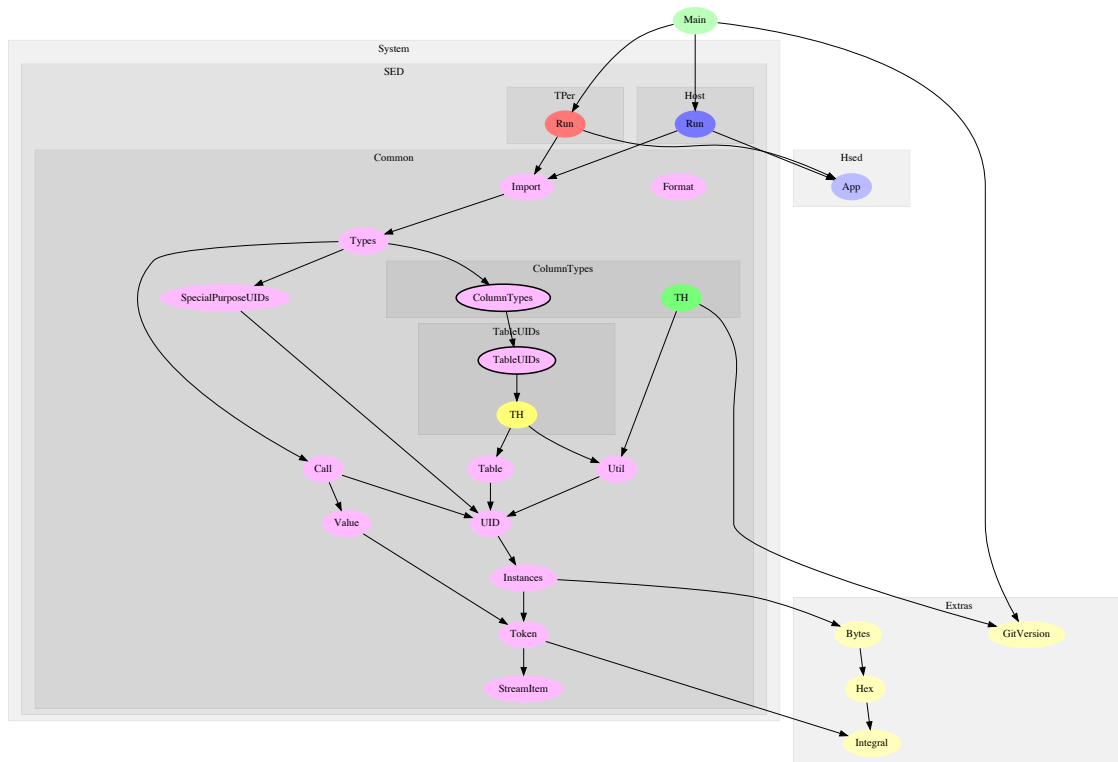 Main
System
SED
TPer
Host
Run
Run
Common
Hsed
Import
Format
App
Types
ColumnTypes
SpecialPurposeUIDs
ColumnTypes
TH
TableUIDs
TableUIDs
TH
Call
Table
Util
Value
UID
Instances
Extras
Token
Bytes
GitVersion
StreamItem
Hex
Integral